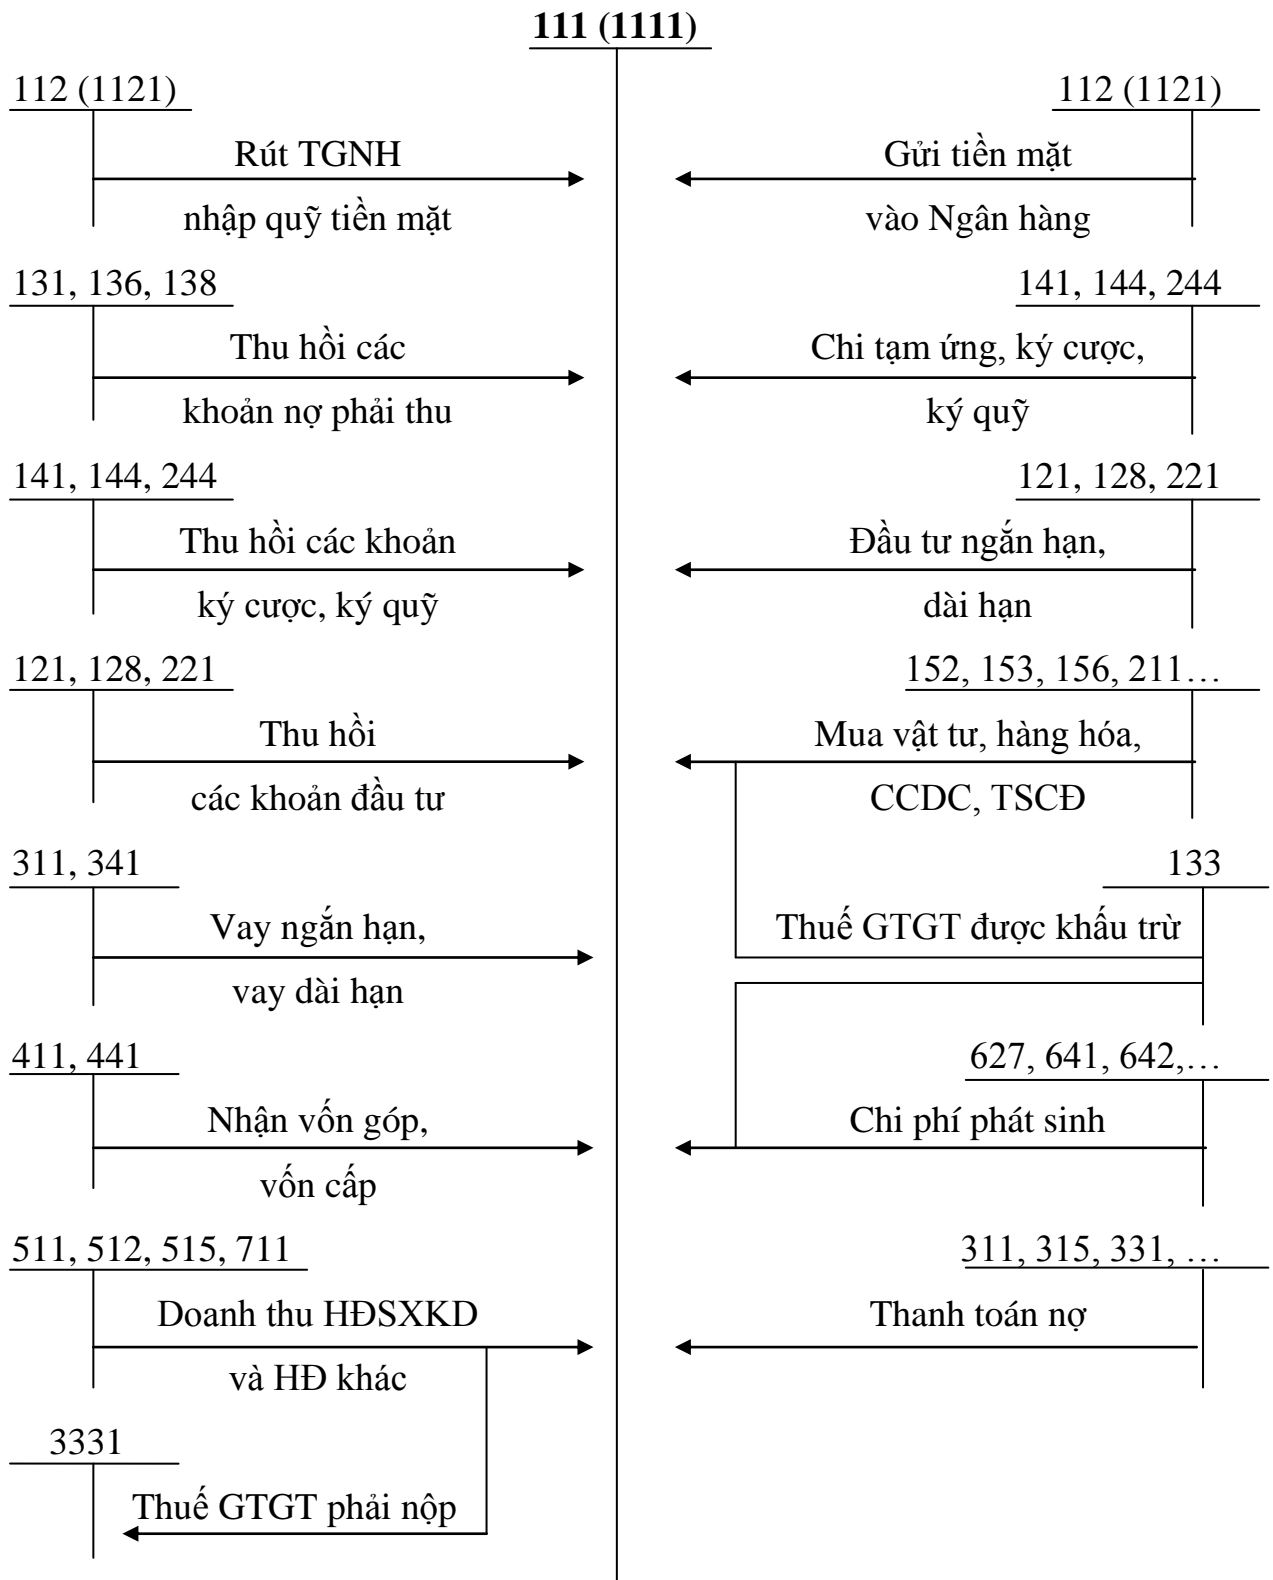 111 (1111)
112 (1121)
Rút TGNH
nhập quỹ tiền mặt
131, 136, 138
Thu hồi các
khoản nợ phải thu
141, 144, 244
Thu hồi các khoản
ký cược, ký quỹ
121, 128, 221
Thu hồi
các khoản đầu tư
311, 341
Vay ngắn hạn,
vay dài hạn
411, 441
Nhận vốn góp,
vốn cấp
511, 512, 515, 711
Doanh thu HĐSXKD
và HĐ khác
3331
Thuế GTGT phải nộp
112 (1121)
Gửi tiền mặt
vào Ngân hàng
141, 144, 244
Chi tạm ứng, ký cược,
ký quỹ
121, 128, 221
Đầu tư ngắn hạn,
dài hạn
152, 153, 156, 211…
Mua vật tư, hàng hóa,
CCDC, TSCĐ
133
Thuế GTGT được khấu trừ
627, 641, 642,…
Chi phí phát sinh
311, 315, 331, …
Thanh toán nợ